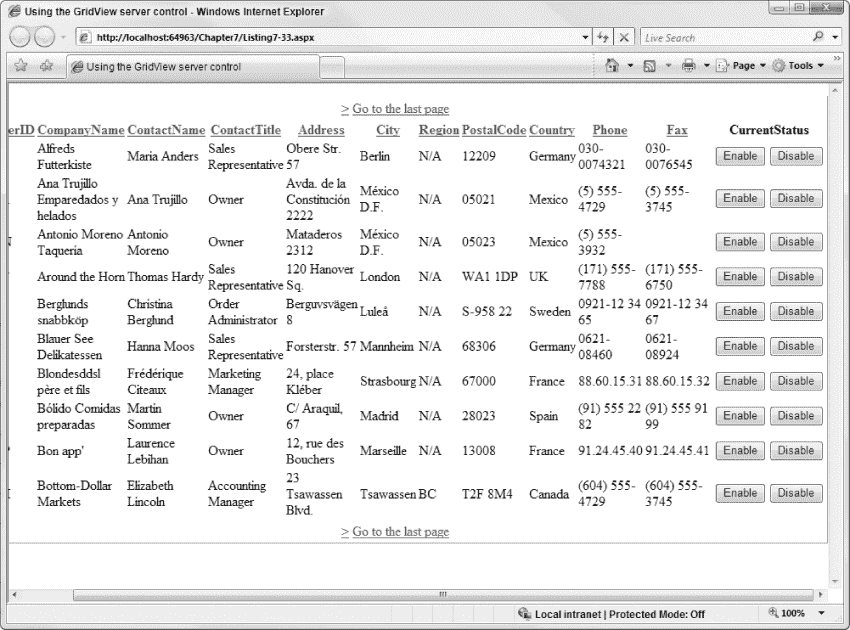 Using the GridView server control - Windows Internet Explorer
http://localhost:64963/Chapter7/Listing7-33.aspx
Live Search
Using the GridView server control
Page
Tools
> Go to the last page
erID CompanyName ContactName ContactTitle Address City Region PostalCode Country Phone Fax CurrentStatus
Alfreds Sales Obere Str. 030- 030-
Futterkiste Maria Anders Representative 57 Berlin N/A 12209 Germany 0074321 0076545 Enable Disable
Ana Trujillo Avda. de la
Emparedados y Ana Trujillo Owner Constitución México D.F. N/A 05021 Mexico (5) 555-4729 (5) 555-3745 Enable Disable
helados 2222
Antonio Moreno Antonio Mataderos México (5) 555-
Taquería Moreno Owner 2312 D.F. N/A 05023 Mexico 3932 Enable Disable
Around the Horn Thomas Hardy Sales Representative 120 Hanover Sq. London N/A WA1 1DP UK (171) 555-7788 (171) 555-6750 Enable Disable
Berglunds Christina Order Berguvsvägen 0921-12 34 0921-12 34
snabbköp Berglund Administrator 8 Luleå N/A S-958 22 Sweden 65 67 Enable Disable
Blauer See Sales 0621- 0621-
Delikatessen Hanna Moos Representative Forsterstr. 57 Mannheim N/A 68306 Germany 08460 08924 Enable Disable
Blondesddsl Frédérique Marketing 24, place
père et fils Citeaux Manager Kléber Strasbourg N/A 67000 France 88.60.15.31 88.60.15.32 Enable Disable
Bólido Comidas Martín C/ Araquil, (91) 555 22 (91) 555 91
preparadas Sommer Owner 67 Madrid N/A 28023 Spain 82 99 Enable Disable
Bon app' Laurence Lebihan Owner 12, rue des Bouchers Marseille N/A 13008 France 91.24.45.40 91.24.45.41 Enable Disable
Bottom-Dollar Elizabeth Accounting 23 Tsawassen (604) 555- (604) 555-
Markets Lincoln Manager Blvd. Tsawassen BC T2F 8M4 Canada 4729 3745 Enable Disable
> Go to the last page
Local intranet | Protected Mode: Off
100%